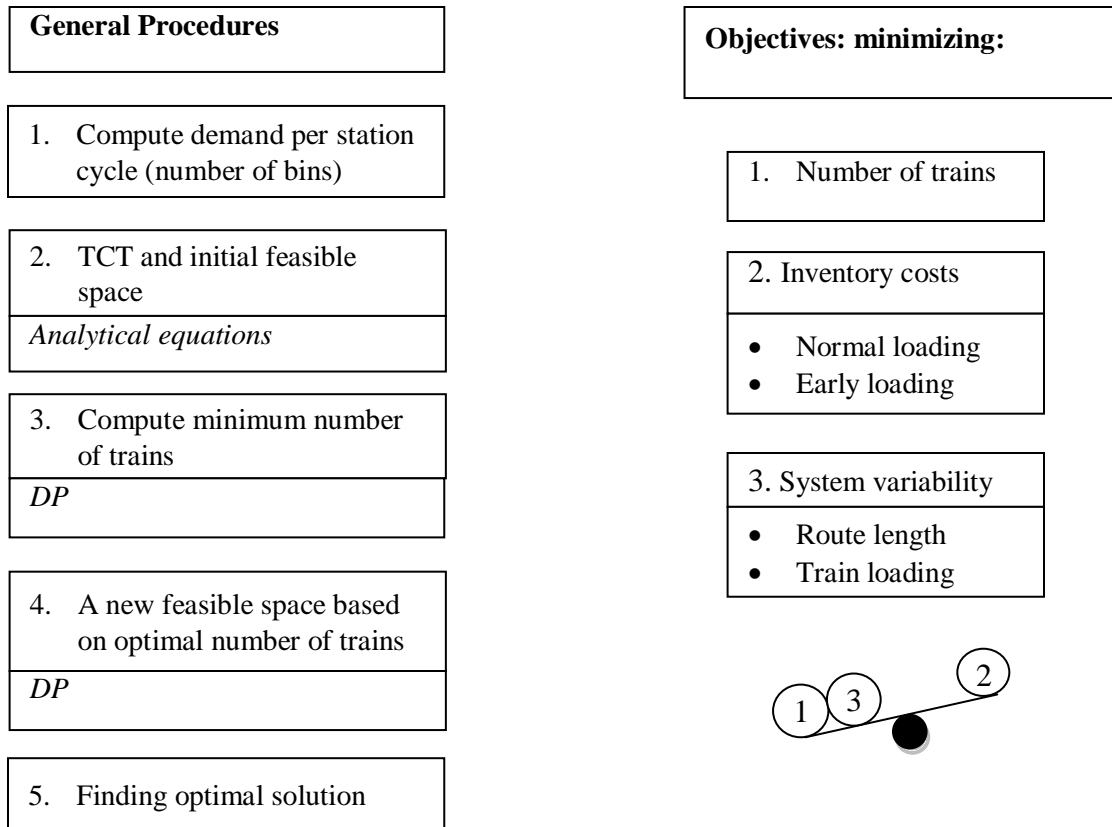 General Procedures
1. Compute demand per station
cycle (number of bins)
2. TCT and initial feasible
space
Analytical equations
3. Compute minimum number
of trains
DP
4. A new feasible space based
on optimal number of trains
DP
5. Finding optimal solution
Objectives: minimizing:
1. Number of trains
2. Inventory costs
• Normal loading
• Early loading
3. System variability
• Route length
• Train loading
1
3
2